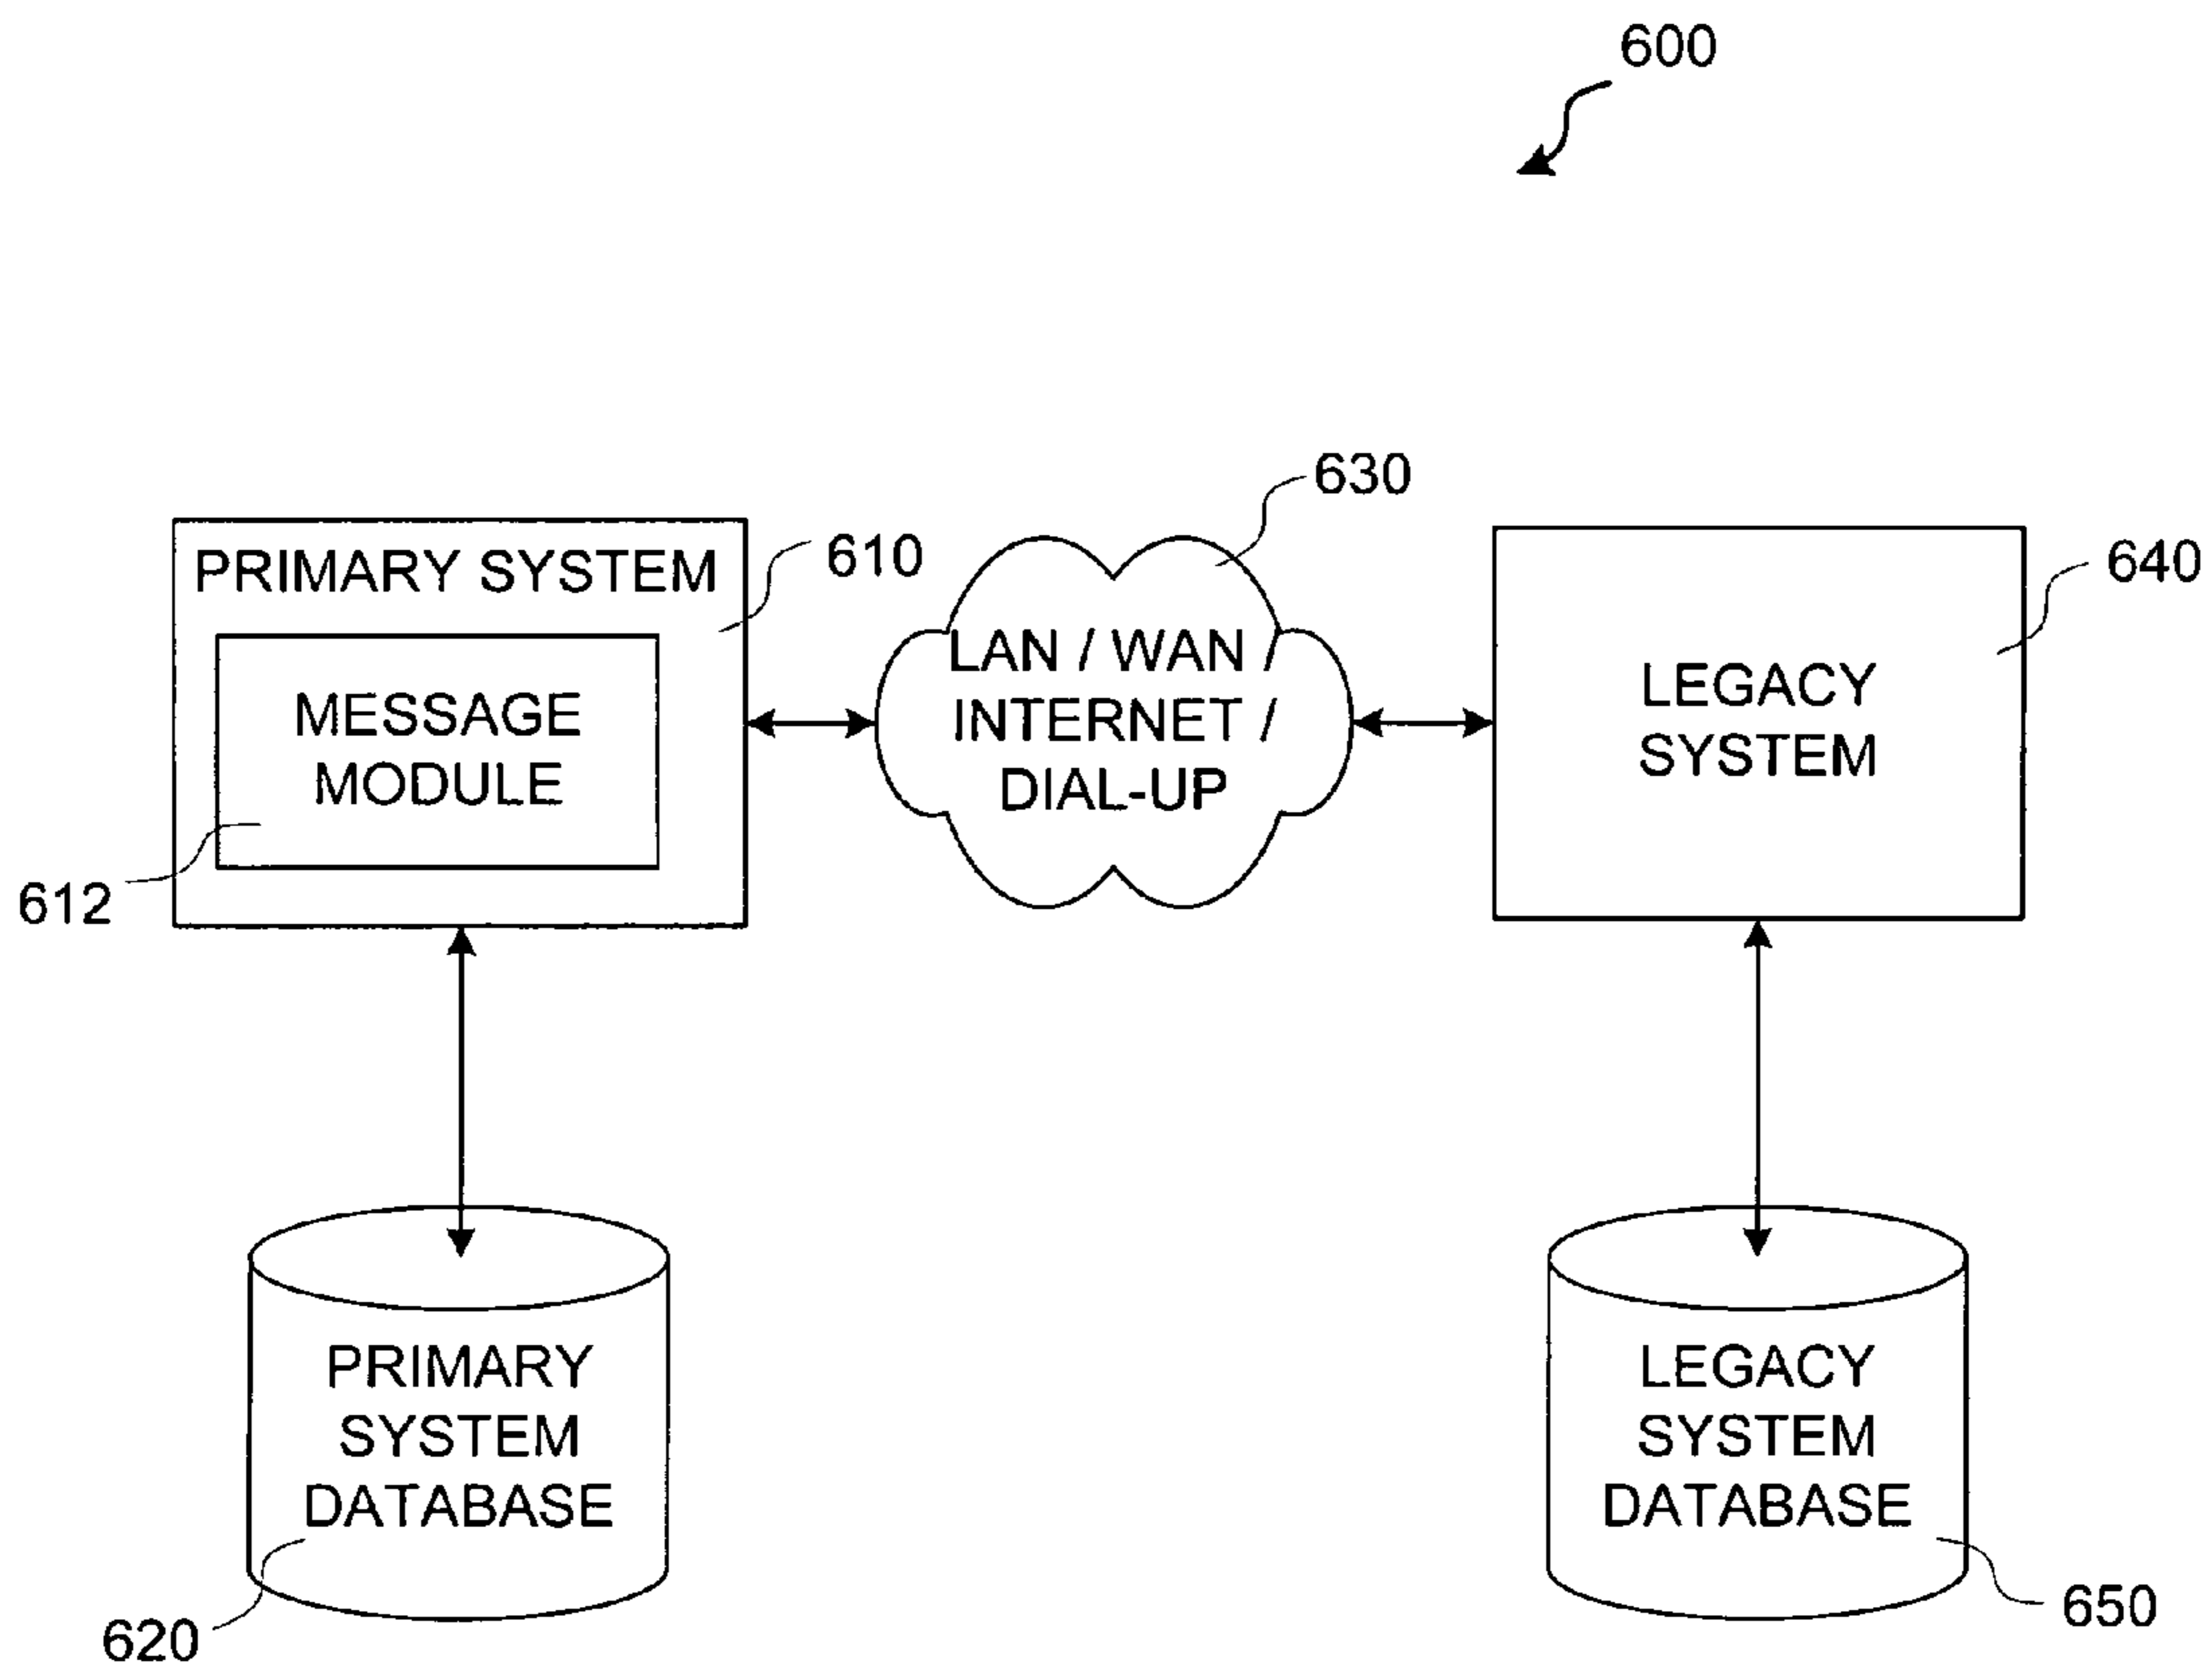 600
630
PRIMARY SYSTEM
610
640
MESSAGE
MODULE
612
LAN / WAN /
INTERNET /
DIAL-UP
LEGACY
SYSTEM
PRIMARY
SYSTEM
DATABASE
620
LEGACY
SYSTEM
DATABASE
650